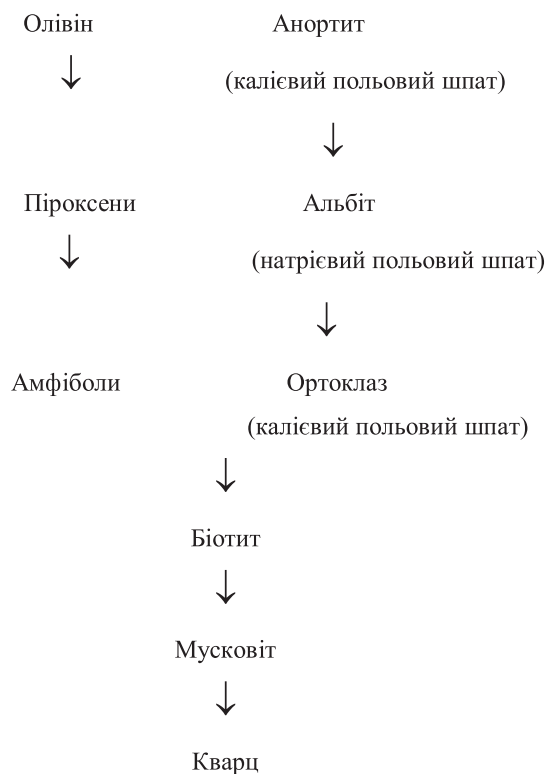 Олівін Анортит
↓ (калієвий польовий шпат)
↓
Піроксени Альбіт
↓ (натрієвий польовий шпат)
↓
Амфіболи Ортоклаз
(калієвий польовий шпат)
↓
Біотит
↓
Мусковіт
↓
Кварц